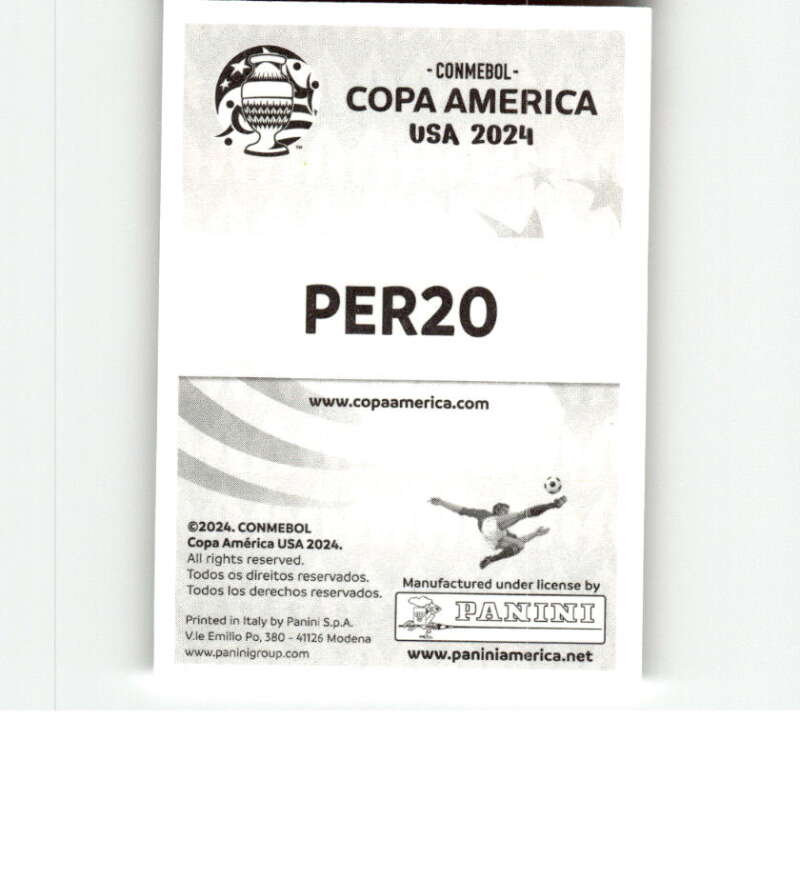 - CONMEBOL -
COPA AMERICA
USA 2024
TM
PER20
www.copaamerica.com
©2024. CONMEBOL
Copa América USA 2024.
All rights reserved.
Todos os direitos reservados.
Todos los derechos reservados.
Manufactured under license by
PANINI
Printed in Italy by Panini S.p.A.
V.le Emilio Po, 380 - 41126 Modena
www.paninigroup.com
www.paniniamerica.net